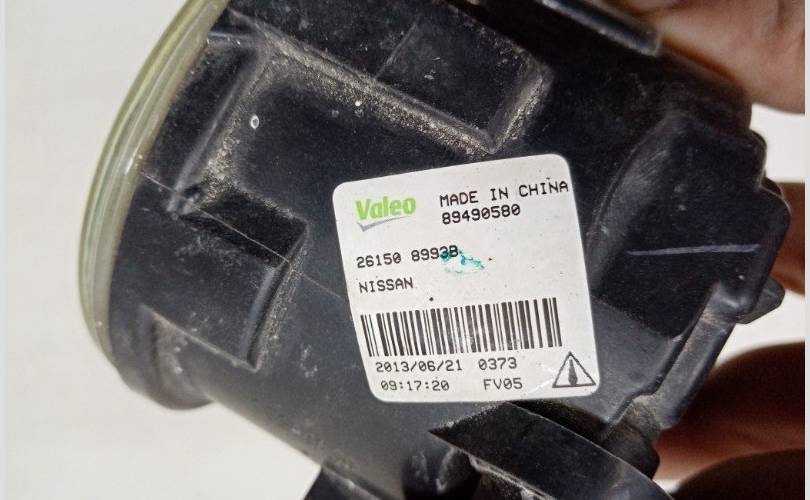 Valeo
MADE IN CHINA
89490580
26150 8993B
NISSAN
2013/06/21 0373
09:17:20 FV05